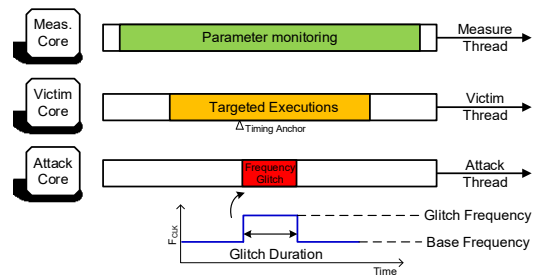 Meas.
Core
Parameter monitoring
Measure
Thread
Victim
Core
Targeted Executions
Victim
Thread
Timing Anchor
Attack
Core
Frequency
Glitch
Attack
Thread
Glitch Frequency
FCLK
Base Frequency
Glitch Duration
Time